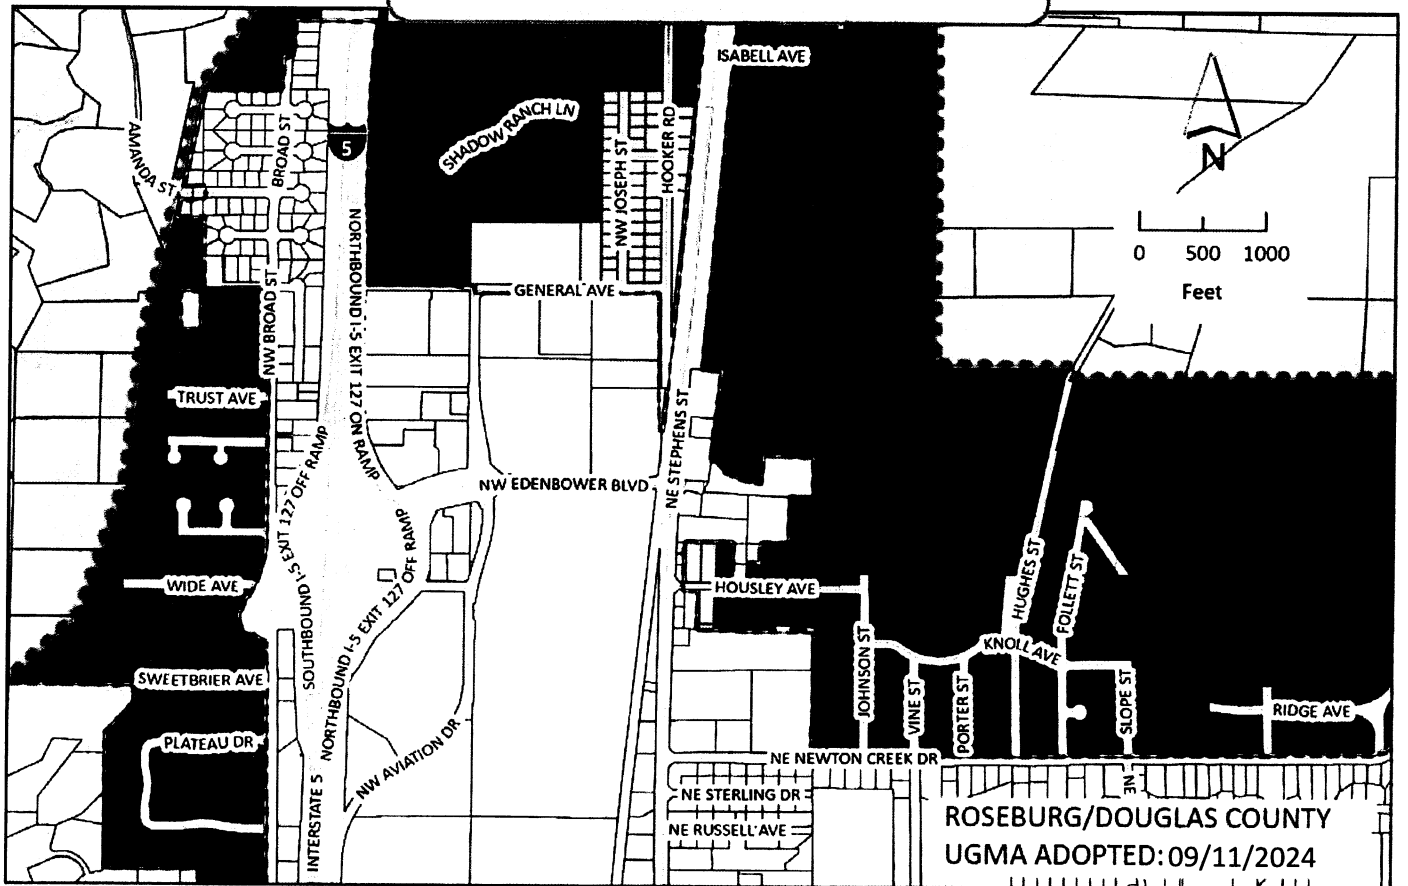 ISABELL AVE
SHADOW RANCH LN
AMANDA ST
BROAD ST
5
NW JOSEPH ST
HOOKER RD
N
0 500 1000
Feet
NORTHBOUND I-5 EXIT 127 ON RAMP
GENERAL AVE
NW BROAD ST
TRUST AVE
NE STEPHENS ST
NW EDENBOWER BLVD
SOUTHBOUND I-5 EXIT 127 OFF RAMP
NORTHBOUND I-5 EXIT 127 OFF RAMP
WIDE AVE
HOUSLEY AVE
HUGHES ST
FOLLETT ST
JOHNSON ST
KNOLL AVE
SWEETBRIER AVE
VINE ST
PORTER ST
SLOPE ST
RIDGE AVE
PLATEAU DR
NW AVIATION DR
INTERSTATE 5
NE NEWTON CREEK DR
NE
NE STERLING DR
NE RUSSELL AVE
ROSEBURG/DOUGLAS COUNTY
UGMA ADOPTED: 09/11/2024